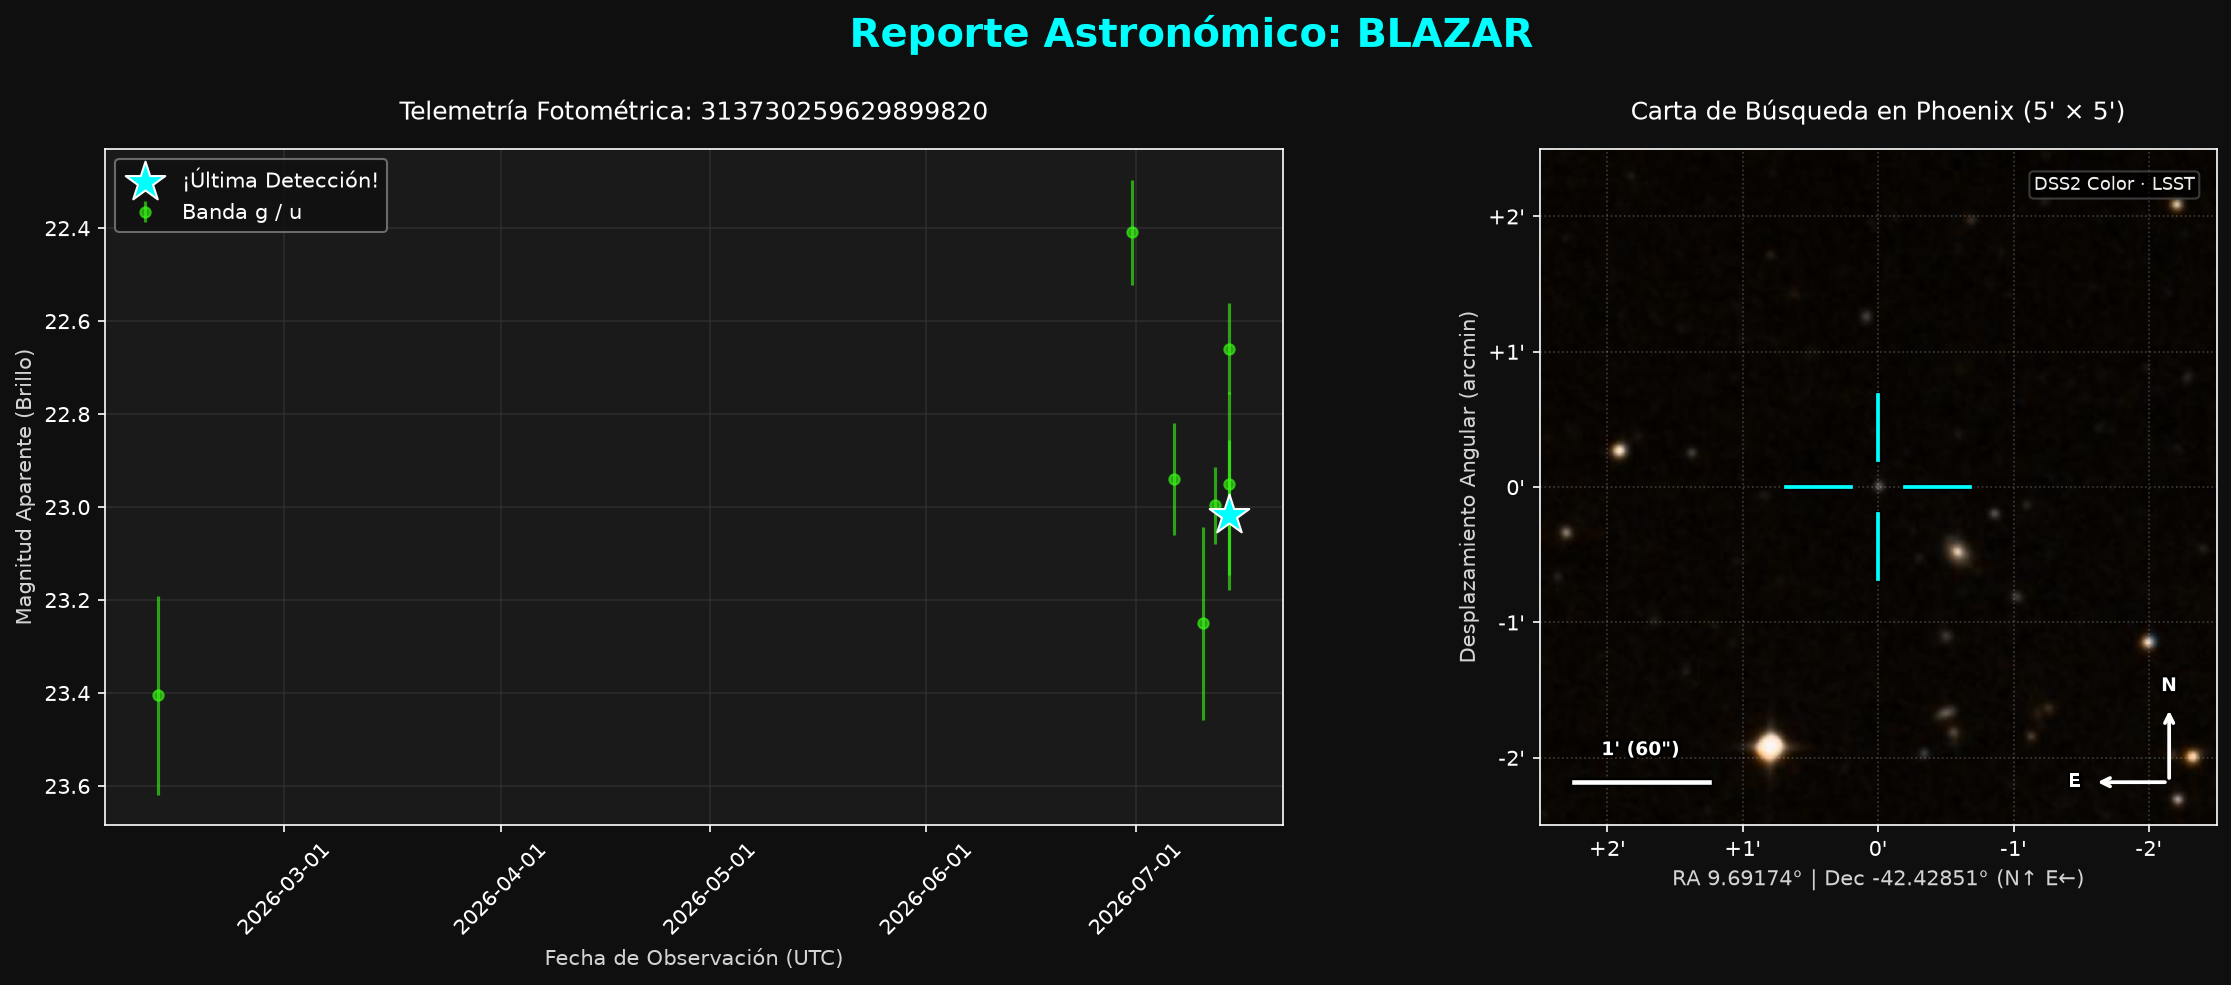 Reporte Astronómico: BLAZAR
Telemetría Fotométrica: 313730259629899820
¡Última Detección!
Banda g / u
Magnitud Aparente (Brillo)
22.4
22.6
22.8
23.0
23.2
23.4
23.6
2026-03-01
2026-04-01
2026-05-01
2026-06-01
2026-07-01
Fecha de Observación (UTC)
Carta de Búsqueda en Phoenix (5' × 5')
DSS2 Color · LSST
Desplazamiento Angular (arcmin)
+2'
+1'
0'
-1'
-2'
N
E
1' (60")
+2'
+1'
0'
-1'
-2'
RA 9.69174° | Dec -42.42851° (N↑ E←)